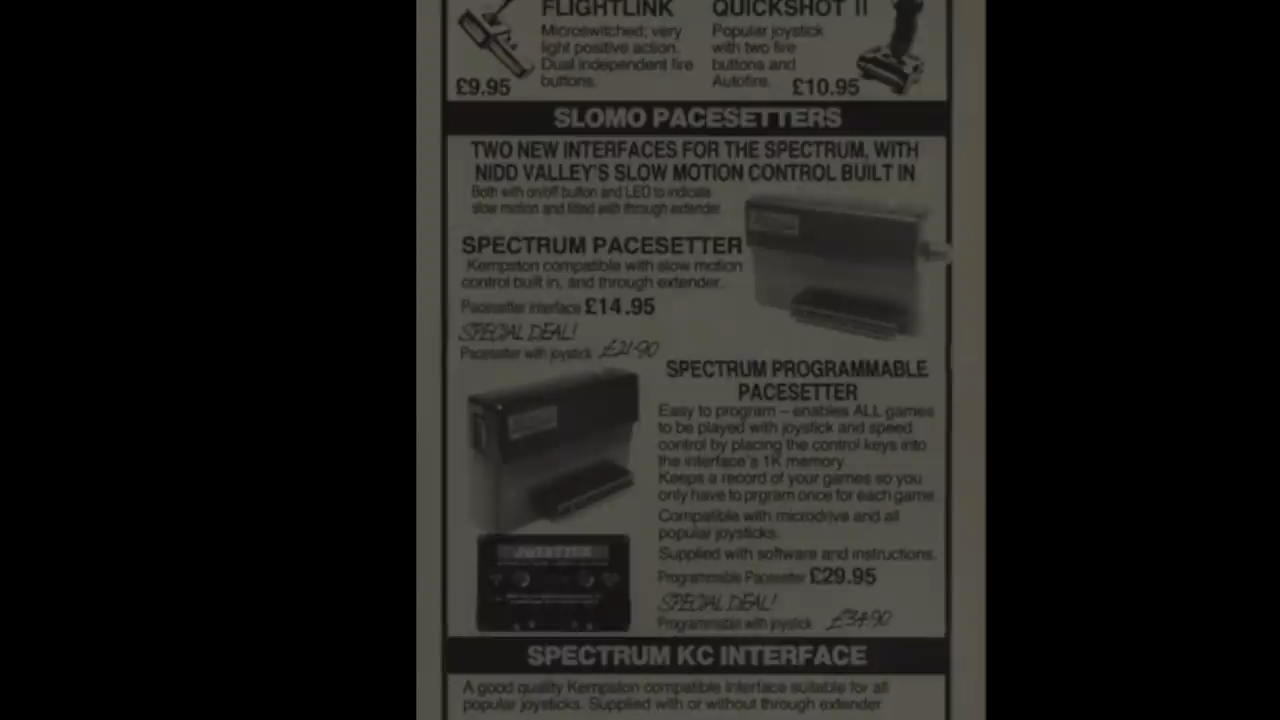 FLIGHTLINK
Microswitched; very
light positive action.
Dual independent fire
buttons.
£9.95
QUICKSHOT II
Popular joystick
with two fire
buttons and
Autofire.
£10.95
SLOMO PACESETTERS
TWO NEW INTERFACES FOR THE SPECTRUM, WITH
NIDD VALLEY'S SLOW MOTION CONTROL BUILT IN
Both with on/off button and LED to indicate
slow motion and fitted with through extender.
SPECTRUM PACESETTER
Kempston compatible with slow motion
control built in, and through extender.
Pacesetter interface £14.95
SPECIAL DEAL!
Pacesetter with joystick £21.90
SPECTRUM PROGRAMMABLE
PACESETTER
Easy to program – enables ALL games
to be played with joystick and speed
control by placing the control keys into
the interface's 1K memory.
Keeps a record of your games so you
only have to prgram once for each game.
Compatible with microdrive and all
popular joysticks.
Supplied with software and instructions.
Programmable Pacesetter £29.95
SPECIAL DEAL!
Programmable with joystick £34.90
SPECTRUM KC INTERFACE
A good quality Kempston compatible interface suitable for all
popular joysticks. Supplied with or without through extender.